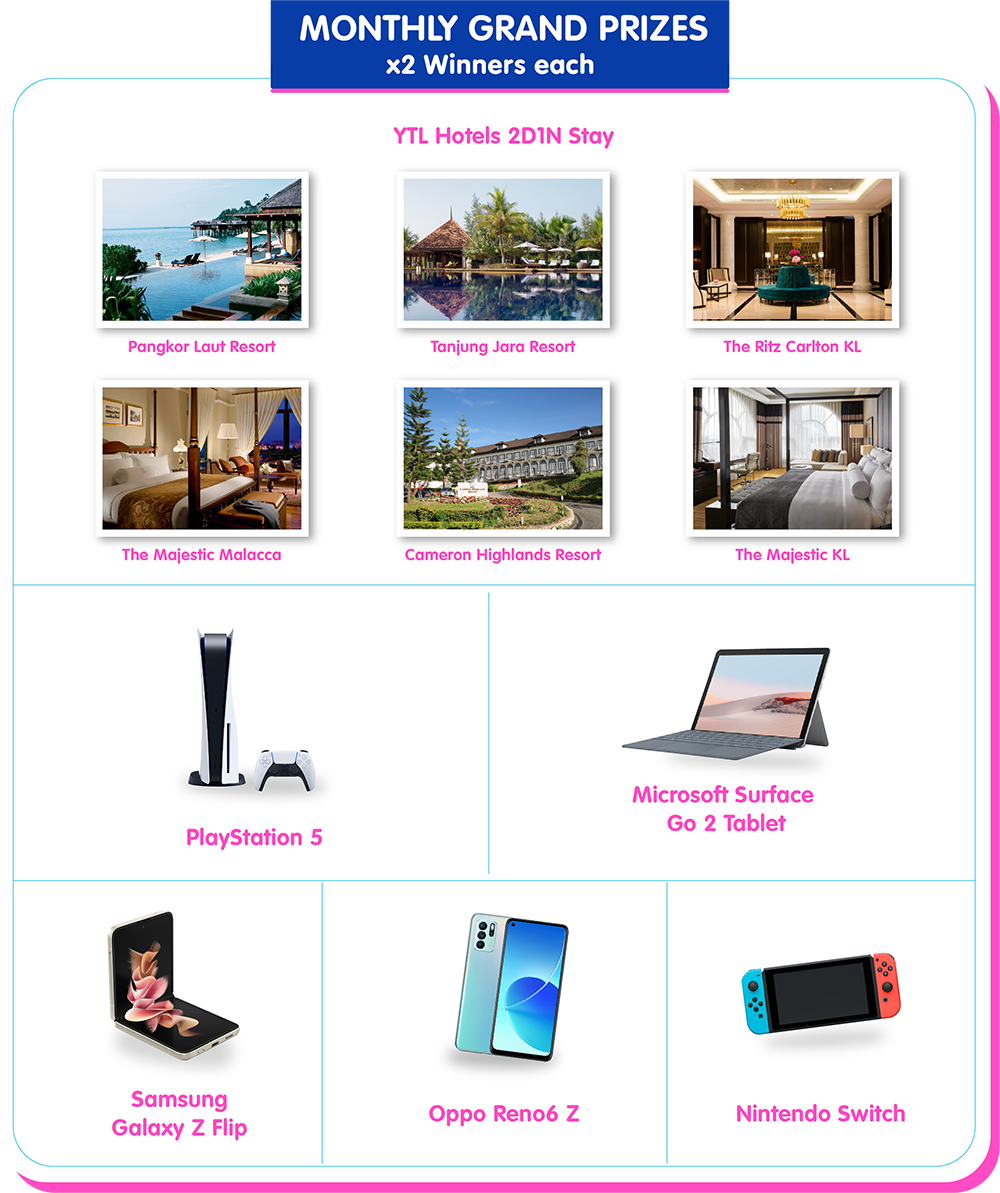 MONTHLY GRAND PRIZES
x2 Winners each
YTL Hotels 2D1N Stay
Pangkor Laut Resort
Tanjung Jara Resort
The Ritz Carlton KL
The Majestic Malacca
Cameron Highlands Resort
The Majestic KL
PlayStation 5
Microsoft Surface
Go 2 Tablet
Samsung
Galaxy Z Flip
Oppo Reno6 Z
Nintendo Switch